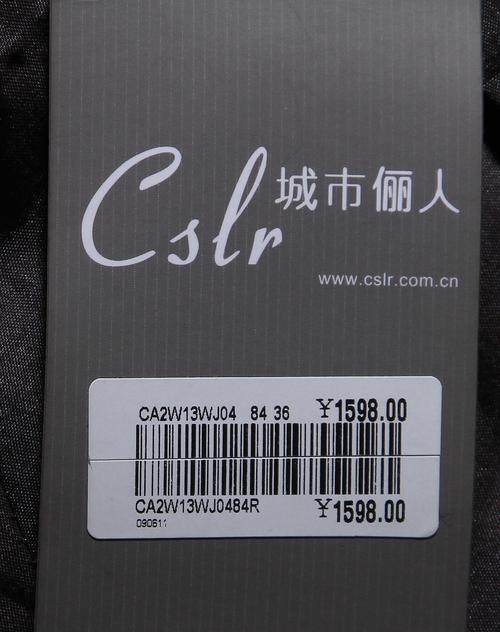 Cslr 城市俪人
www.cslr.com.cn
CA2W13WJ04 84 36 ¥1598.00
CA2W13WJ0484R ¥1598.00
090611